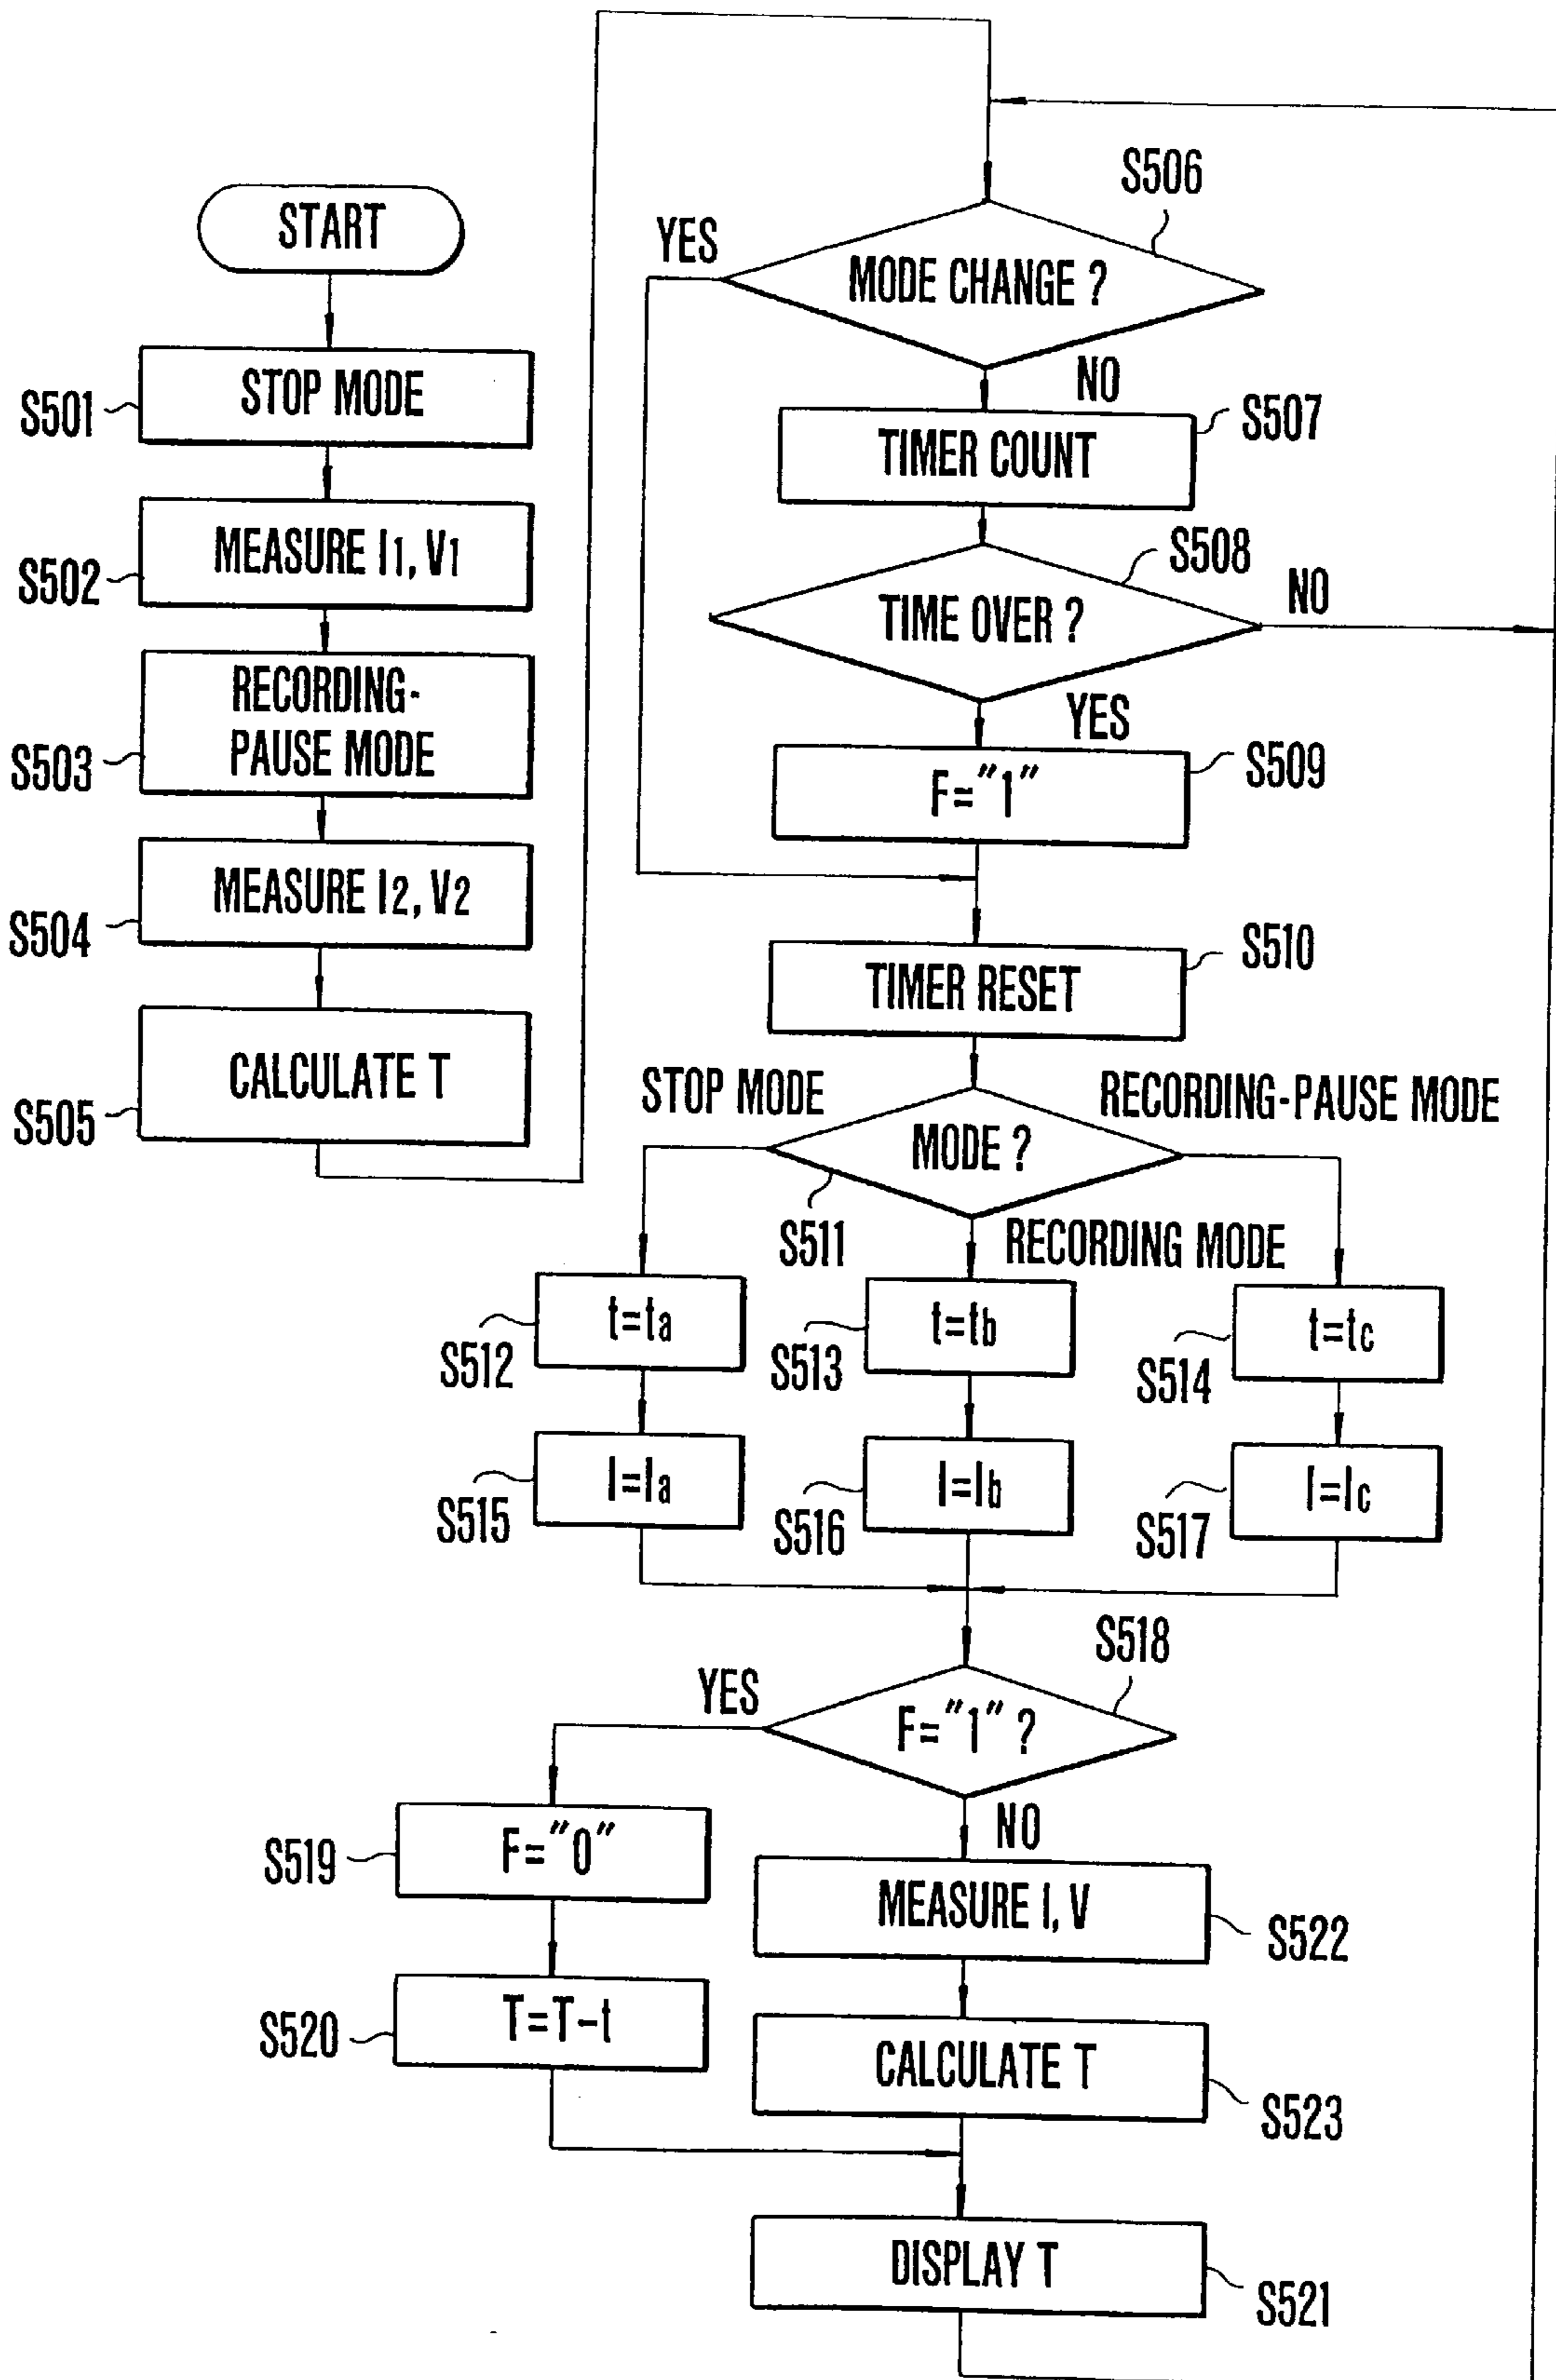 START
STOP MODE
S501
MEASURE I1, V1
S502
RECORDING-
PAUSE MODE
S503
MEASURE I2, V2
S504
CALCULATE T
S505
S506
YES
MODE CHANGE ?
NO
S507
TIMER COUNT
S508
NO
TIME OVER ?
YES
S509
F="1"
S510
TIMER RESET
STOP MODE
RECORDING-PAUSE MODE
MODE ?
S511
RECORDING MODE
t=ta
S512
t=tb
S513
t=tc
S514
I=Ia
S515
I=Ib
S516
I=Ic
S517
S518
YES
F="1" ?
NO
F="0"
S519
MEASURE I, V
S522
T=T-t
S520
CALCULATE T
S523
DISPLAY T
S521